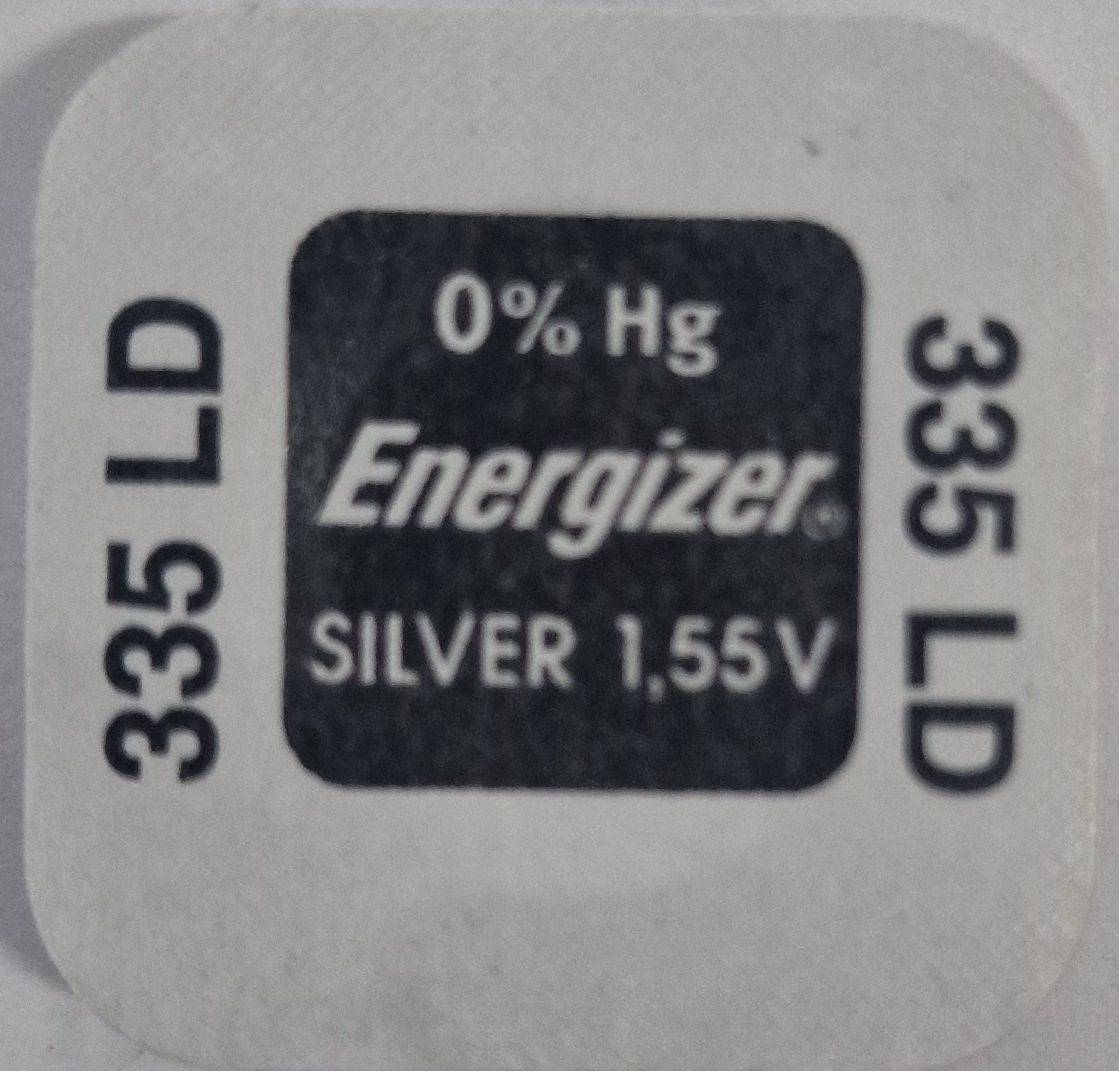 335 LD
0% Hg
Energizer®
SILVER 1,55V
335 LD